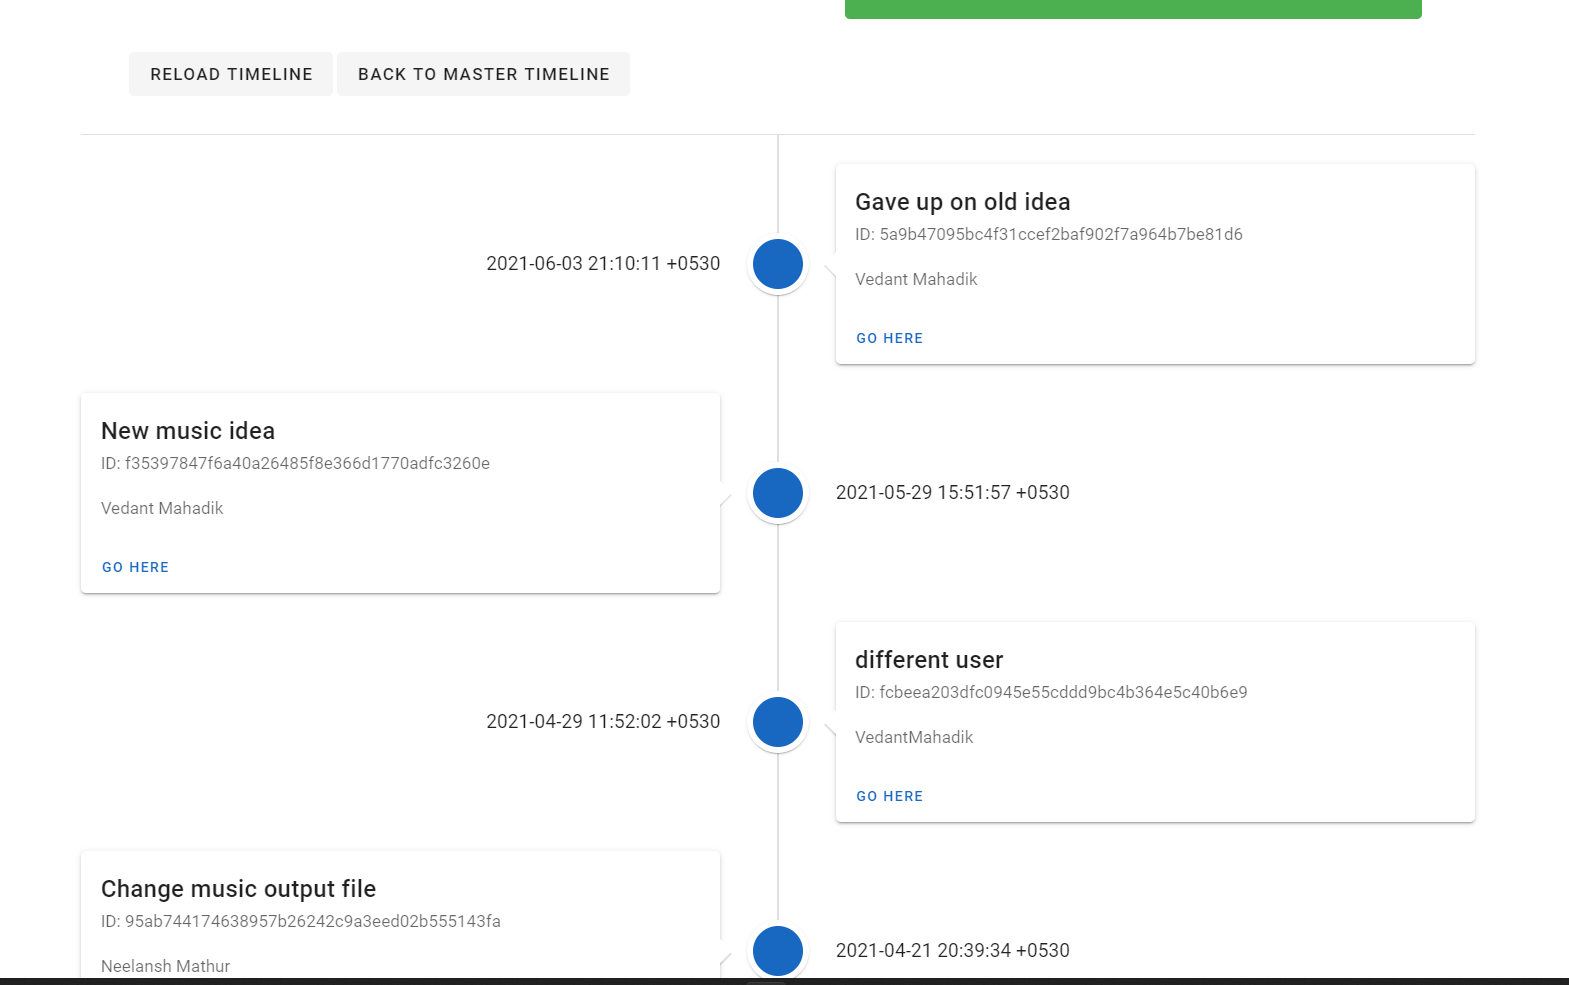 RELOAD TIMELINE
BACK TO MASTER TIMELINE
2021-06-03 21:10:11 +0530
Gave up on old idea
ID: 5a9b47095bc4f31ccef2baf902f7a964b7be81d6
Vedant Mahadik
GO HERE
New music idea
ID: f35397847f6a40a26485f8e366d1770adfc3260e
Vedant Mahadik
GO HERE
2021-05-29 15:51:57 +0530
2021-04-29 11:52:02 +0530
different user
ID: fcbeea203dfc0945e55cddd9bc4b364e5c40b6e9
VedantMahadik
GO HERE
Change music output file
ID: 95ab744174638957b26242c9a3eed02b555143fa
Neelansh Mathur
2021-04-21 20:39:34 +0530